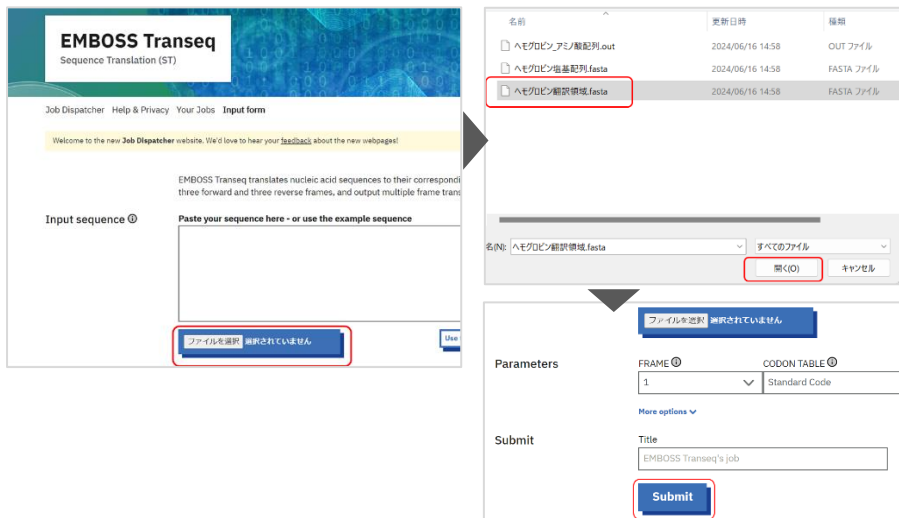 EMBOSS Transeq
Sequence Translation (ST)
Job Dispatcher Help & Privacy Your Jobs Input form
Welcome to the new Job Dispatcher website. We'd love to hear your feedback about the new webpages!
EMBOSS Transeq translates nucleic acid sequences to their correspondi
three forward and three reverse frames, and output multiple frame trans
Input sequence
Paste your sequence here - or use the example sequence
ファイルを選択 選択されていません
Use
名前 更新日時 種類
ヘモグロビン_アミノ酸配列.out 2024/06/16 14:58 OUT ファイル
ヘモグロビン塩基配列.fasta 2024/06/16 14:58 FASTA ファイル
ヘモグロビン翻訳領域.fasta 2024/06/16 14:58 FASTA ファイル
名(N): ヘモグロビン翻訳領域.fasta すべてのファイル
開く(O) キャンセル
ファイルを選択 選択されていません
Parameters
FRAME CODON TABLE
1 Standard Code
More options
Submit
Title
EMBOSS Transeq's job
Submit